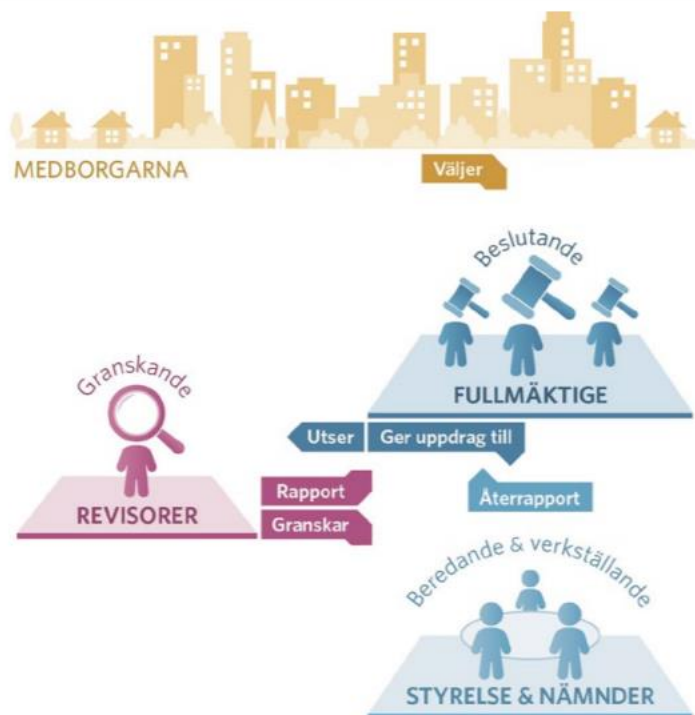 MEDBORGARNA
Väljer
Beslutande
FULLMÄKTIGE
Granskande
Utser
Ger uppdrag till
REVISORER
Rapport
Granskar
Återrapport
Beredande & verkställande
STYRELSE & NÄMNDER